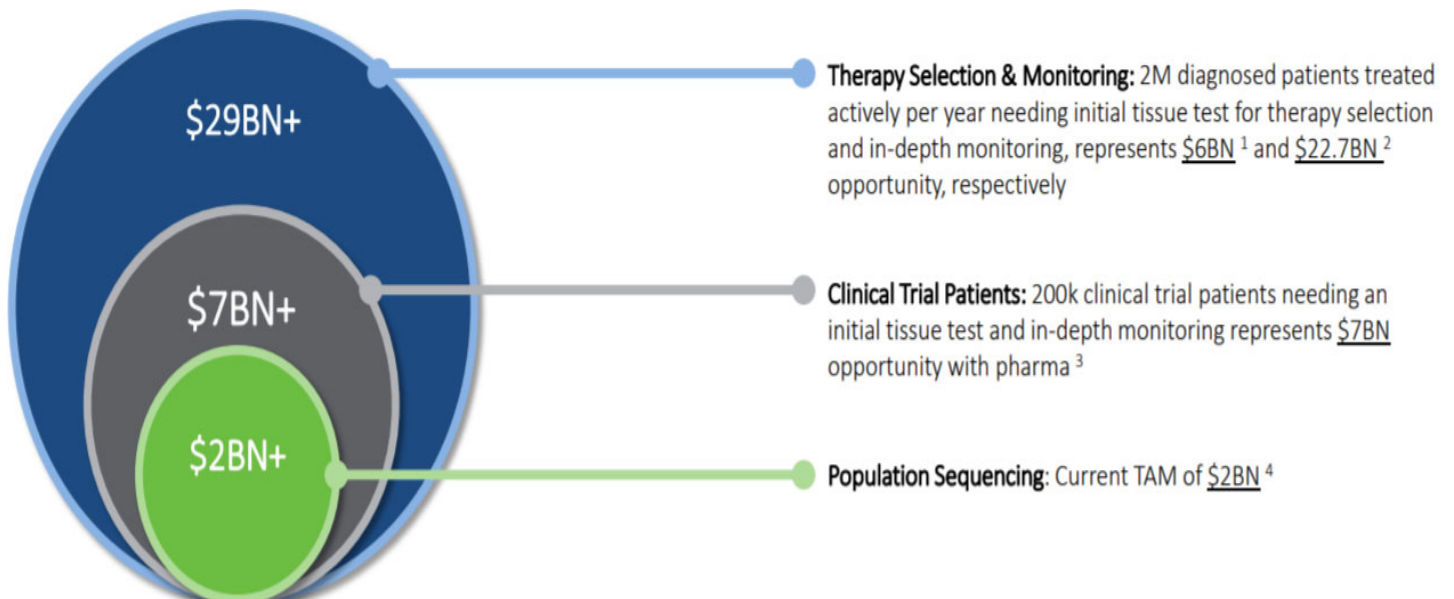 $29BN+
Therapy Selection & Monitoring: 2M diagnosed patients treated
actively per year needing initial tissue test for therapy selection
and in-depth monitoring, represents $6BN 1 and $22.7BN 2
opportunity, respectively
$7BN+
Clinical Trial Patients: 200k clinical trial patients needing an
initial tissue test and in-depth monitoring represents $7BN
opportunity with pharma 3
$2BN+
Population Sequencing: Current TAM of $2BN 4